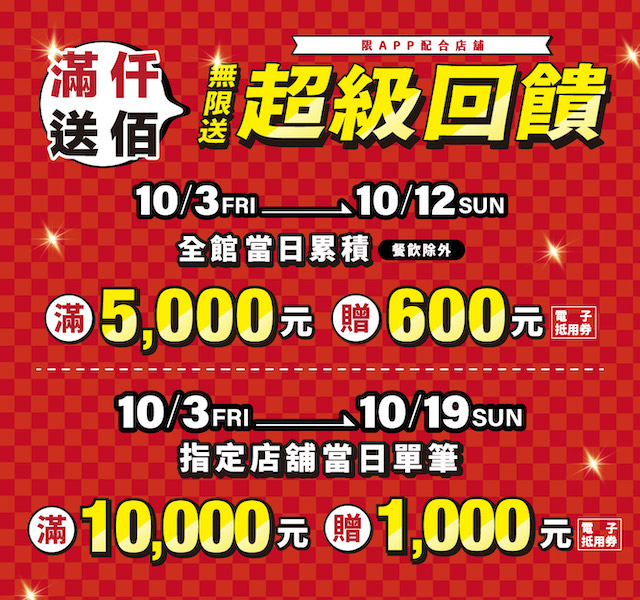 限APP配合店舖
滿仟
送佰
無限送
超級回饋
10/3FRI 10/12SUN
全館當日累積 餐飲除外
滿5,000元 贈600元 電子抵用券
10/3FRI 10/19SUN
指定店舖當日單筆
滿10,000元 贈1,000元 電子抵用券